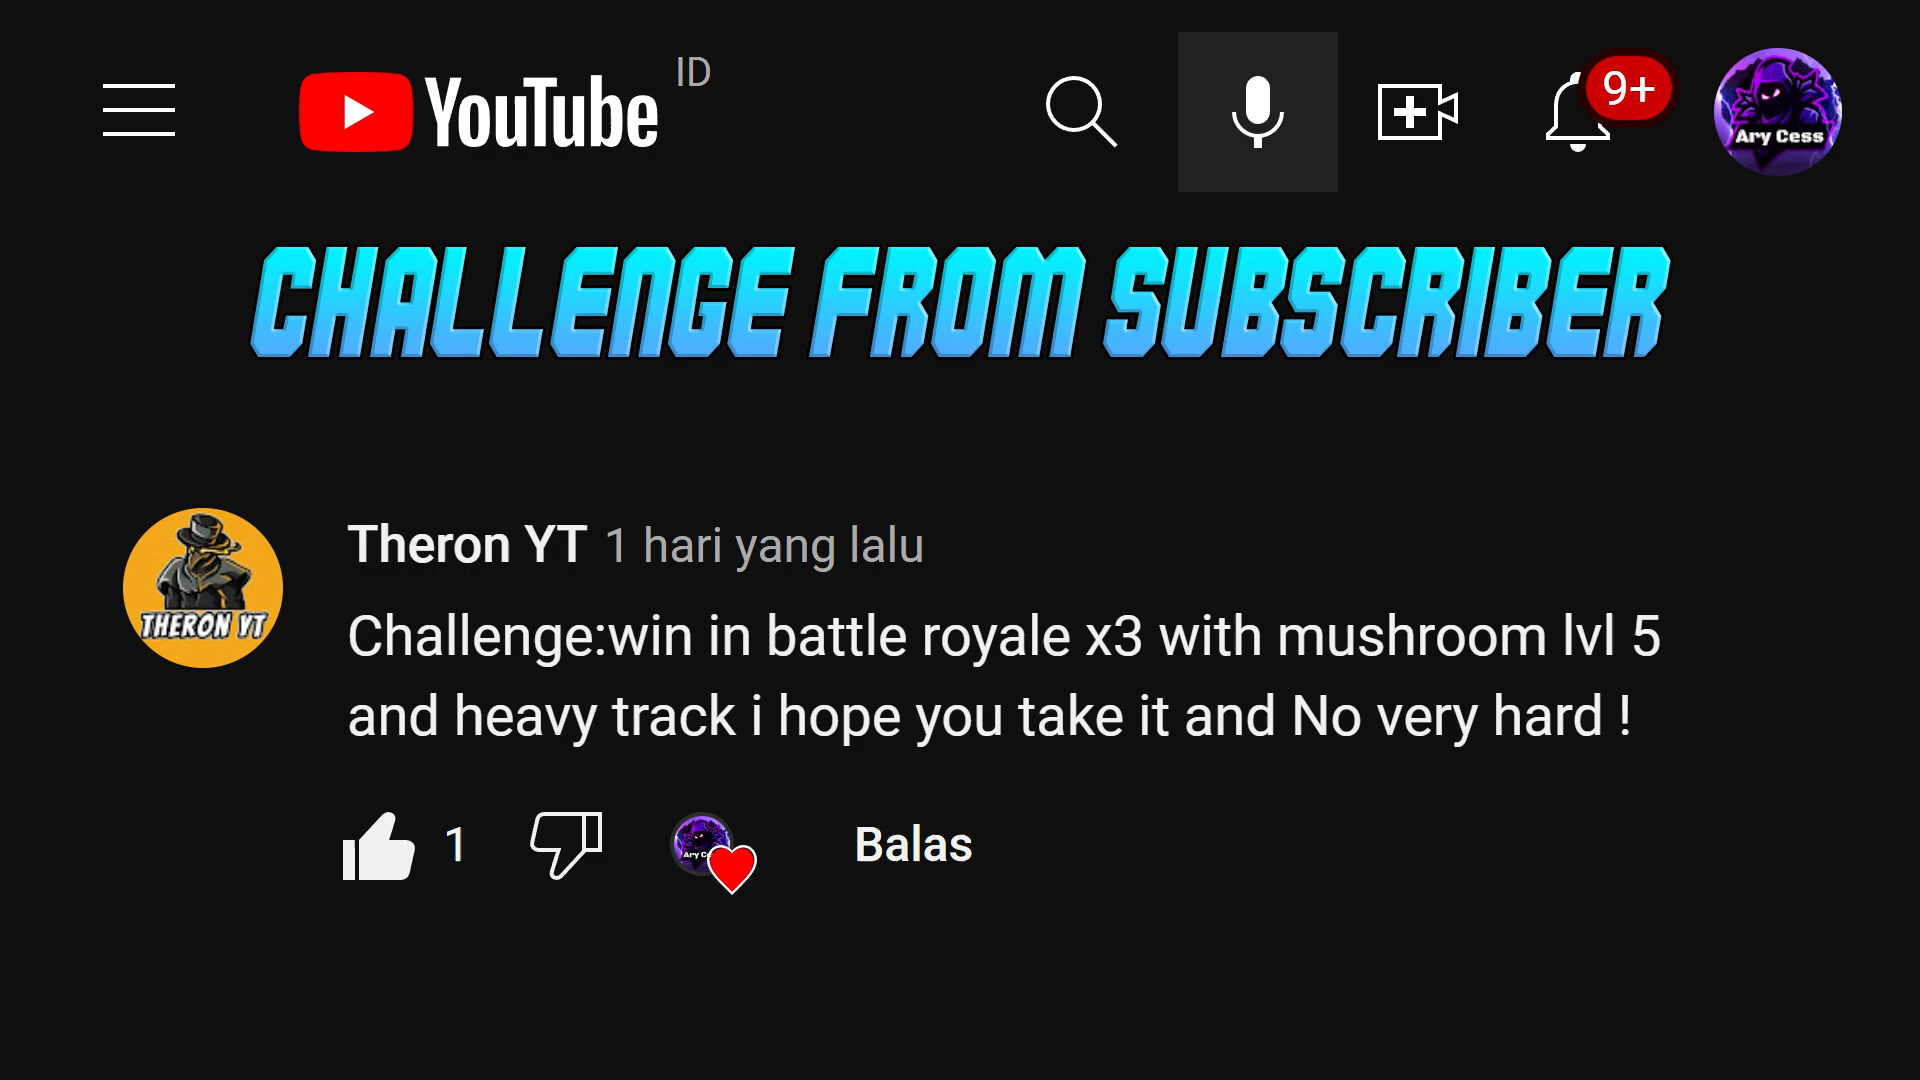 YouTube ID
9+
Ary Cess
CHALLENGE FROM SUBSCRIBER
THERON YT
Theron YT 1 hari yang lalu
Challenge:win in battle royale x3 with mushroom lvl 5
and heavy track i hope you take it and No very hard !
1
Balas